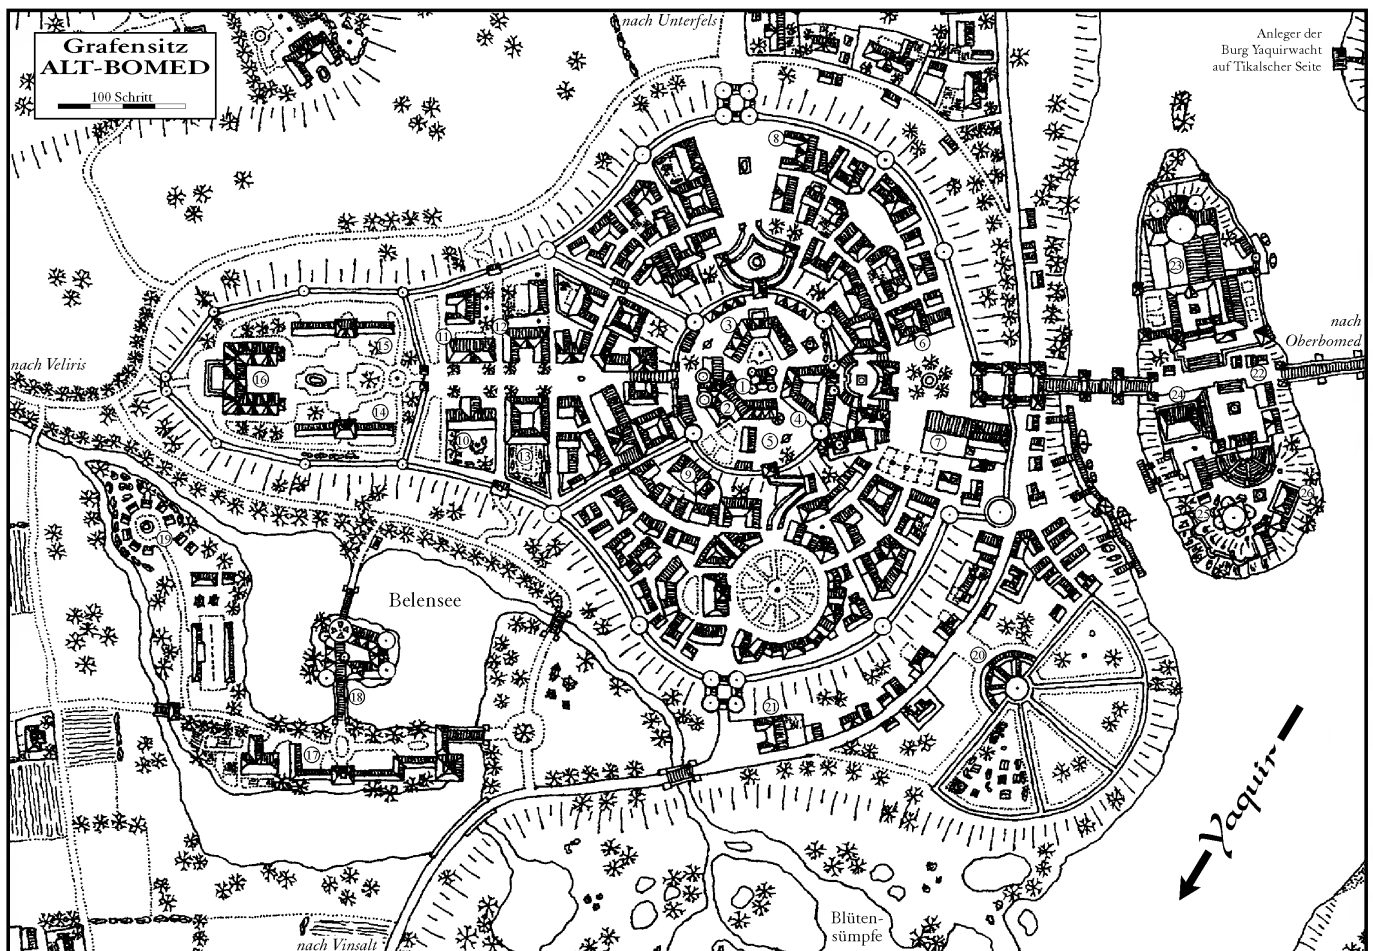 Grafensitz
ALT-BOMED
100 Schritt
nach Unterfels
Anleger der
Burg Yaquirwacht
auf Tikalscher Seite
8
23
3
12
11
15
6
nach
Oberbomed
nach Veliris
22
16
1
24
2
14
4
10
5
7
13
9
26
25
19
Belensee
20
18
21
17
Yaquir
Blüten-
sümpfe
nach Vinsalt